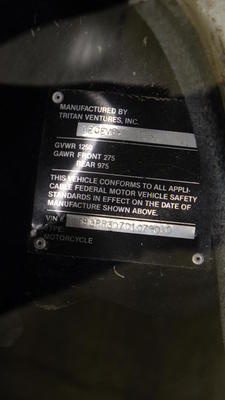 MANUFACTURED BY
TRITAN VENTURES, INC.
GVWR 1250
GAWR FRONT 275
REAR 975
THIS VEHICLE CONFORMS TO ALL APPLI-
CABLE FEDERAL MOTOR VEHICLE SAFETY
STANDARDS IN EFFECT ON THE DATE OF
MANUFACTURE SHOWN ABOVE.
VIN
TYPE
MOTORCYCLE